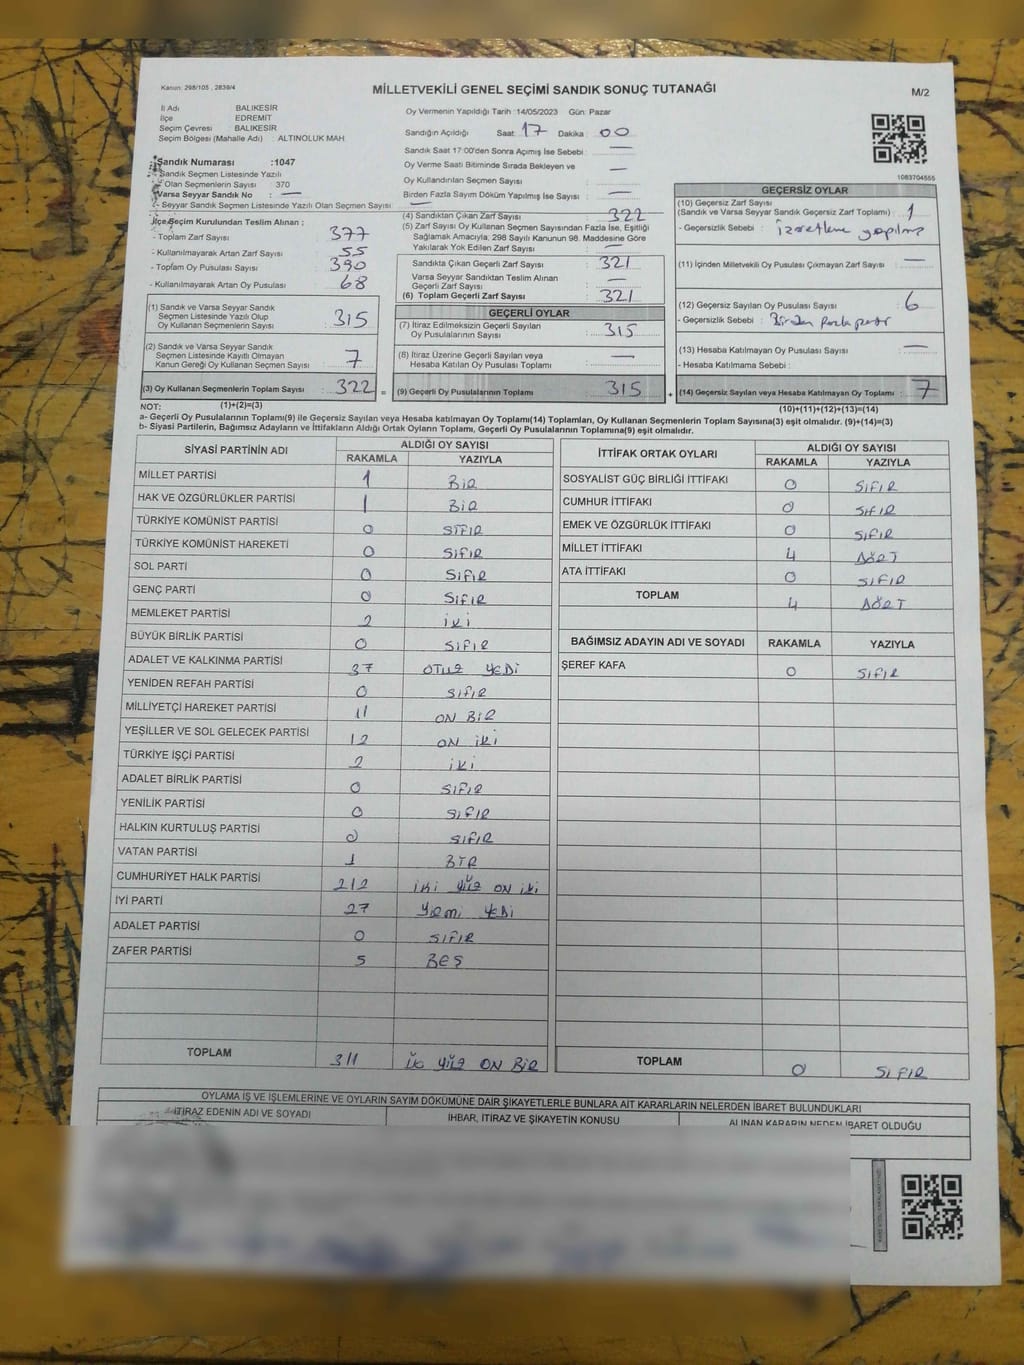 Kanun: 298/105 , 2839/4
MİLLETVEKİLİ GENEL SEÇİMİ SANDIK SONUÇ TUTANAĞI
M/2
İl Adı BALIKESİR
İlçe EDREMİT
Seçim Çevresi BALIKESİR
Seçim Bölgesi (Mahalle Adı) : ALTINOLUK MAH
Sandık Numarası :1047
Sandık Seçmen Listesinde Yazılı
Olan Seçmenlerin Sayısı 370
Varsa Seyyar Sandık No : —
- Seyyar Sandık Seçmen Listesinde Yazılı Olan Seçmen Sayısı —
Oy Vermenin Yapıldığı Tarih :14/05/2023 Gün: Pazar
Sandığın Açıldığı Saat: 17 Dakika : 00
Sandık Saat 17:00'den Sonra Açımış İse Sebebi : —
Oy Verme Saati Bitiminde Sırada Bekleyen ve
Oy Kullandırılan Seçmen Sayısı : —
Birden Fazla Sayım Döküm Yapılmış İse Sayısı : —
1083704555
İlçe Seçim Kurulundan Teslim Alınan :
- Toplam Zarf Sayısı 377
- Kullanılmayarak Artan Zarf Sayısı 55
- Toplam Oy Pusulası Sayısı 390
- Kullanılmayarak Artan Oy Pusulası 68
(4) Sandıktan Çıkan Zarf Sayısı : 322
(5) Zarf Sayısı Oy Kullanan Seçmen Sayısından Fazla İse, Eşitliği
Sağlamak Amacıyla, 298 Sayılı Kanunun 98. Maddesine Göre
Yakılarak Yok Edilen Zarf Sayısı : —
Sandıkta Çıkan Geçerli Zarf Sayısı : 321
Varsa Seyyar Sandıktan Teslim Alınan
Geçerli Zarf Sayısı : —
(6) Toplam Geçerli Zarf Sayısı : 321
GEÇERSİZ OYLAR
(10) Geçersiz Zarf Sayısı
(Sandık ve Varsa Seyyar Sandık Geçersiz Zarf Toplamı) : 1
- Geçersizlik Sebebi :
(11) İçinden Milletvekili Oy Pusulası Çıkmayan Zarf Sayısı : —
(12) Geçersiz Sayılan Oy Pusulası Sayısı : 6
- Geçersizlik Sebebi : Birden
(13) Hesaba Katılmayan Oy Pusulası Sayısı : —
- Hesaba Katılmama Sebebi :
(1) Sandık ve Varsa Seyyar Sandık
Seçmen Listesinde Yazılı Olup
Oy Kullanan Seçmenlerin Sayısı : 315
(2) Sandık ve Varsa Seyyar Sandık
Seçmen Listesinde Kayıtlı Olmayan
Kanun Gereği Oy Kullanan Seçmen Sayısı : 7
GEÇERLİ OYLAR
(7) İtiraz Edilmeksizin Geçerli Sayılan
Oy Pusulalarının Sayısı : 315
(8) İtiraz Üzerine Geçerli Sayılan veya
Hesaba Katılan Oy Pusulası Toplamı : —
(3) Oy Kullanan Seçmenlerin Toplam Sayısı : 322 = (9) Geçerli Oy Pusulalarının Toplamı : 315 + (14) Geçersiz Sayılan veya Hesaba Katılmayan Oy Toplamı : 7
NOT: (1)+(2)=(3) (10)+(11)+(12)+(13)=(14)
a- Geçerli Oy Pusulalarının Toplamı(9) ile Geçersiz Sayılan veya Hesaba katılmayan Oy Toplamı(14) Toplamları, Oy Kullanan Seçmenlerin Toplam Sayısına(3) eşit olmalıdır. (9)+(14)=(3)
b- Siyasi Partilerin, Bağımsız Adayların ve İttifakların Aldığı Ortak Oyların Toplamı, Geçerli Oy Pusulalarının Toplamına(9) eşit olmalıdır.
SİYASİ PARTİNİN ADI ALDIĞI OY SAYISI
RAKAMLA YAZIYLA
MİLLET PARTİSİ 1 BİR
HAK VE ÖZGÜRLÜKLER PARTİSİ 1 BİR
TÜRKİYE KOMÜNİST PARTİSİ 0 SIFIR
TÜRKİYE KOMÜNİST HAREKETİ 0 SIFIR
SOL PARTİ 0 SIFIR
GENÇ PARTİ 0 SIFIR
MEMLEKET PARTİSİ 2 İKİ
BÜYÜK BİRLİK PARTİSİ 0 SIFIR
ADALET VE KALKINMA PARTİSİ 37 OTUZ YEDİ
YENİDEN REFAH PARTİSİ 0 SIFIR
MİLLİYETÇİ HAREKET PARTİSİ 11 ON BİR
YEŞİLLER VE SOL GELECEK PARTİSİ 12 ON İKİ
TÜRKİYE İŞÇİ PARTİSİ 2 İKİ
ADALET BİRLİK PARTİSİ 0 SIFIR
YENİLİK PARTİSİ 0 SIFIR
HALKIN KURTULUŞ PARTİSİ 0 SIFIR
VATAN PARTİSİ 1 BİR
CUMHURİYET HALK PARTİSİ 212 İKİ YÜZ ON İKİ
İYİ PARTİ 27 YİRMİ YEDİ
ADALET PARTİSİ 0 SIFIR
ZAFER PARTİSİ 5 BEŞ
TOPLAM 311 ÜÇ YÜZ ON BİR
İTTİFAK ORTAK OYLARI ALDIĞI OY SAYISI
RAKAMLA YAZIYLA
SOSYALİST GÜÇ BİRLİĞİ İTTİFAKI 0 SIFIR
CUMHUR İTTİFAKI 0 SIFIR
EMEK VE ÖZGÜRLÜK İTTİFAKI 0 SIFIR
MİLLET İTTİFAKI 4 DÖRT
ATA İTTİFAKI 0 SIFIR
TOPLAM 4 DÖRT
BAĞIMSIZ ADAYIN ADI VE SOYADI RAKAMLA YAZIYLA
ŞEREF KAFA 0 SIFIR
TOPLAM 0 SIFIR
OYLAMA İŞ VE İŞLEMLERİNE VE OYLARIN SAYIM DÖKÜMÜNE DAİR ŞİKAYETLERLE BUNLARA AİT KARARLARIN NELERDEN İBARET BULUNDUKLARI
İTİRAZ EDENİN ADI VE SOYADI İHBAR, İTİRAZ VE ŞİKAYETİN KONUSU ALINAN KARARIN NEDEN İBARET OLDUĞU